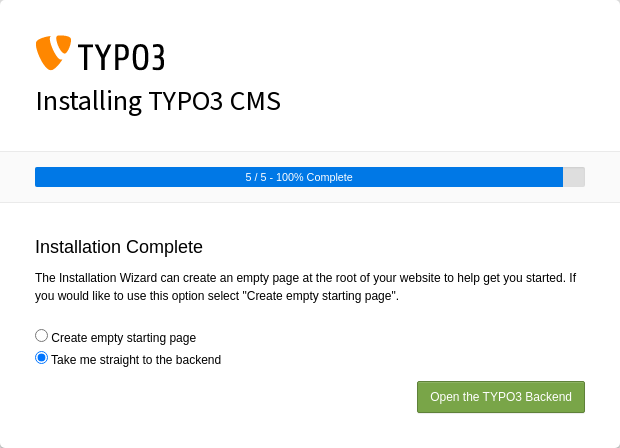 TYPO3
Installing TYPO3 CMS
5 / 5 - 100% Complete
Installation Complete
The Installation Wizard can create an empty page at the root of your website to help get you started. If
you would like to use this option select "Create empty starting page".
Create empty starting page
Take me straight to the backend
Open the TYPO3 Backend